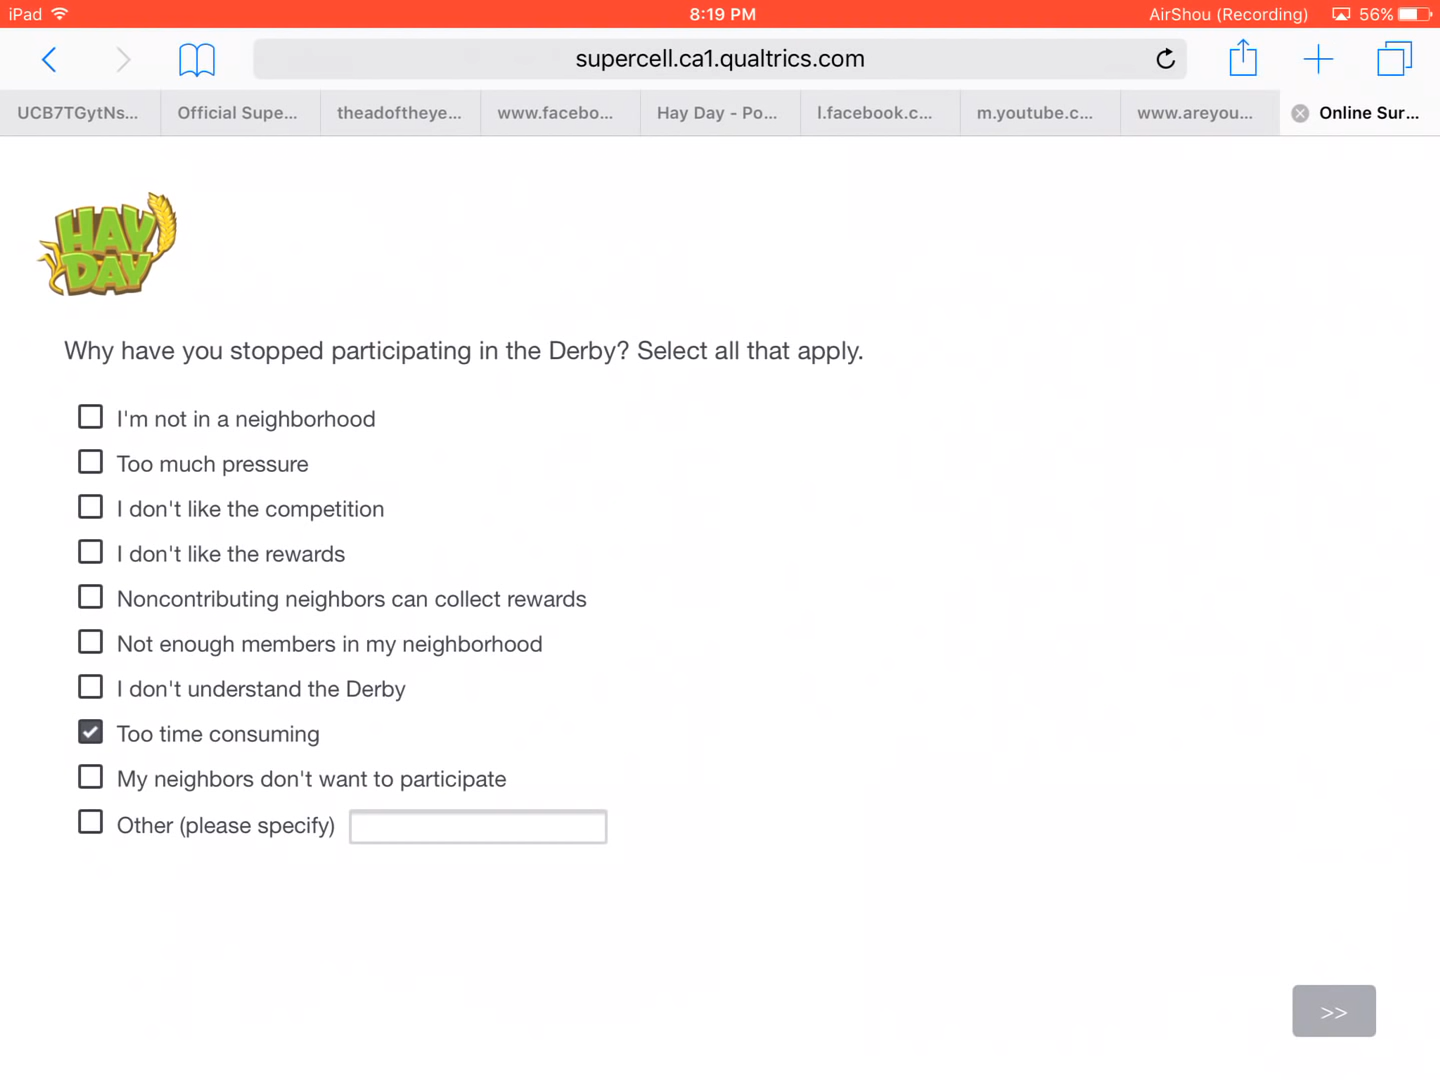 iPad 8:19 PM AirShou (Recording) 56%
supercell.ca1.qualtrics.com
UCB7TGytNs... Official Supe... theadoftheye... www.facebo... Hay Day - Po... l.facebook.c... m.youtube.c... www.areyou... Online Sur...
HAY
DAY
Why have you stopped participating in the Derby? Select all that apply.
I'm not in a neighborhood
Too much pressure
I don't like the competition
I don't like the rewards
Noncontributing neighbors can collect rewards
Not enough members in my neighborhood
I don't understand the Derby
Too time consuming
My neighbors don't want to participate
Other (please specify)
>>